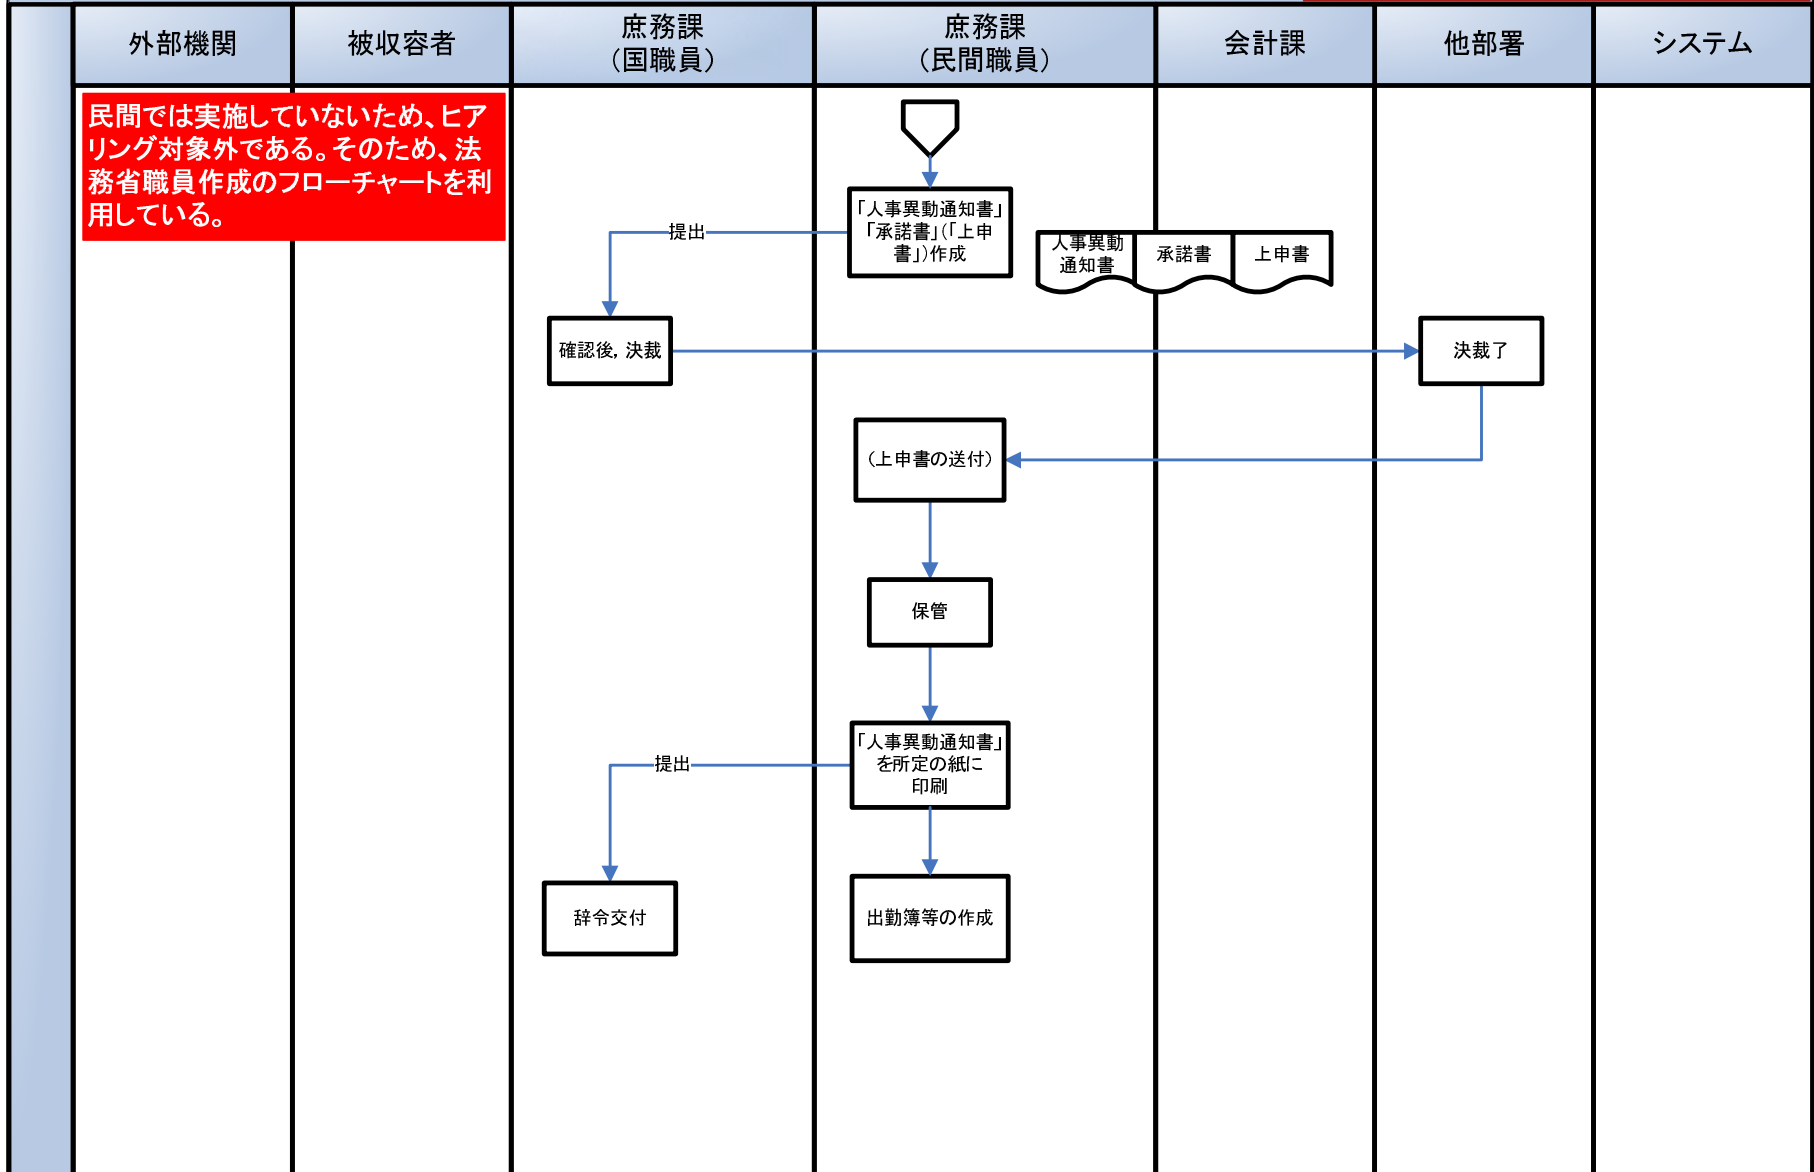 外部機関
被収容者
庶務課
（国職員）
庶務課
（民間職員）
会計課
他部署
システム
民間では実施していないため、ヒア
リング対象外である。そのため、法
務省職員作成のフローチャートを利
用している。
「人事異動通知書」
「承諾書」（「上申
書」）作成
提出
人事異動
通知書
承諾書
上申書
確認後，決裁
決裁了
（上申書の送付）
保管
「人事異動通知書」
を所定の紙に
印刷
提出
辞令交付
出勤簿等の作成